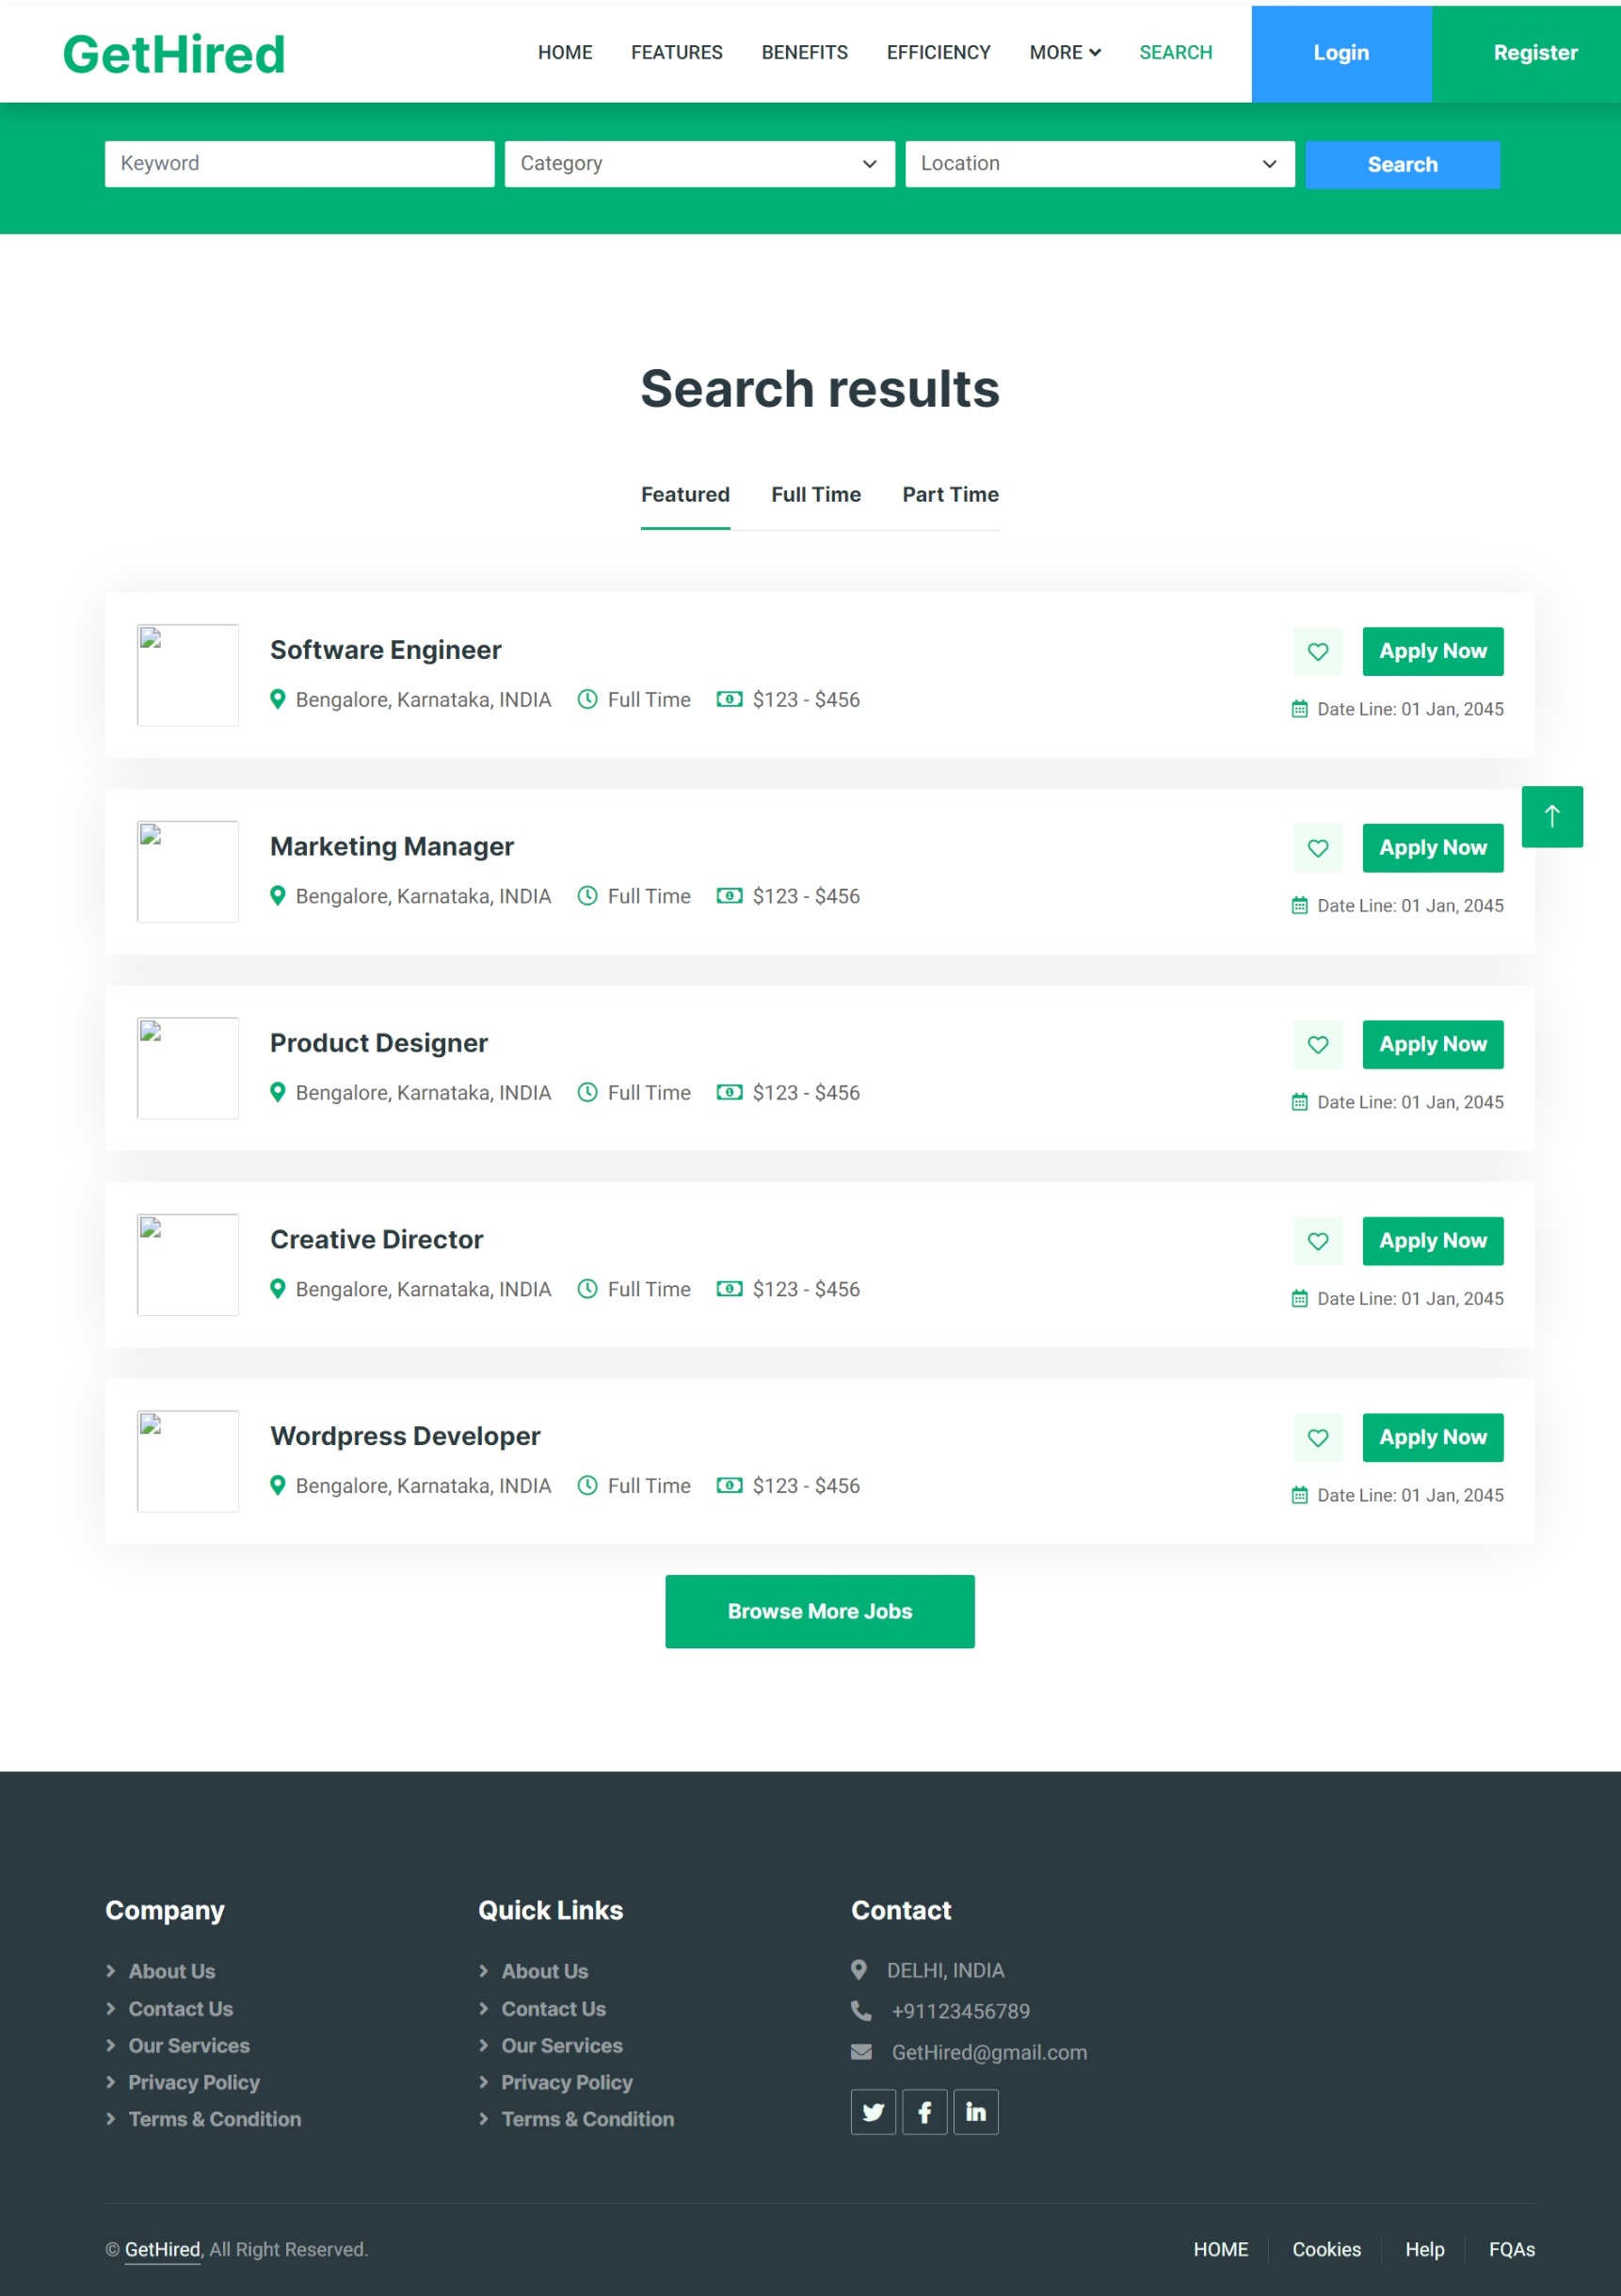 GetHired
HOME FEATURES BENEFITS EFFICIENCY MORE SEARCH Login Register
Keyword Category Location Search
Search results
Featured Full Time Part Time
Software Engineer Apply Now
Bengalore, Karnataka, INDIA Full Time $123 - $456 Date Line: 01 Jan, 2045
Marketing Manager Apply Now
Bengalore, Karnataka, INDIA Full Time $123 - $456 Date Line: 01 Jan, 2045
Product Designer Apply Now
Bengalore, Karnataka, INDIA Full Time $123 - $456 Date Line: 01 Jan, 2045
Creative Director Apply Now
Bengalore, Karnataka, INDIA Full Time $123 - $456 Date Line: 01 Jan, 2045
Wordpress Developer Apply Now
Bengalore, Karnataka, INDIA Full Time $123 - $456 Date Line: 01 Jan, 2045
Browse More Jobs
Company
About Us
Contact Us
Our Services
Privacy Policy
Terms & Condition
Quick Links
About Us
Contact Us
Our Services
Privacy Policy
Terms & Condition
Contact
DELHI, INDIA
+91123456789
GetHired@gmail.com
© GetHired, All Right Reserved.
HOME Cookies Help FQAs